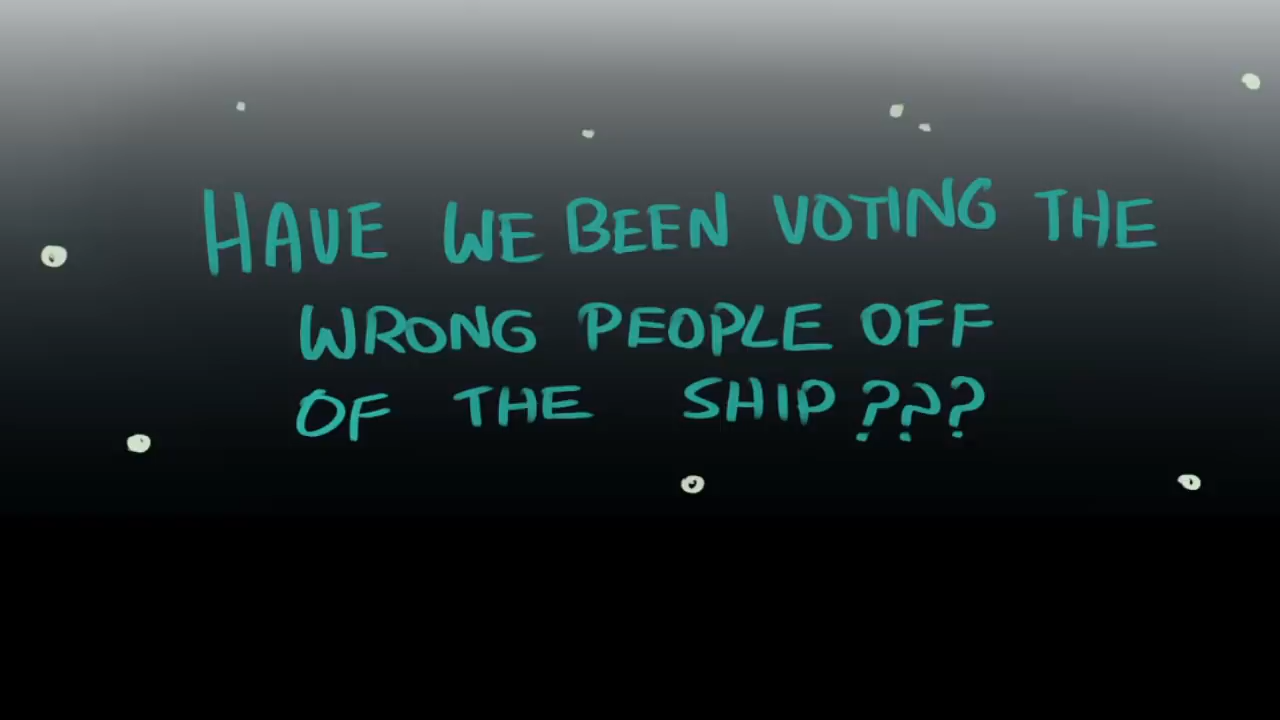 HAVE WE BEEN VOTING THE
WRONG PEOPLE OFF
OF THE SHIP???